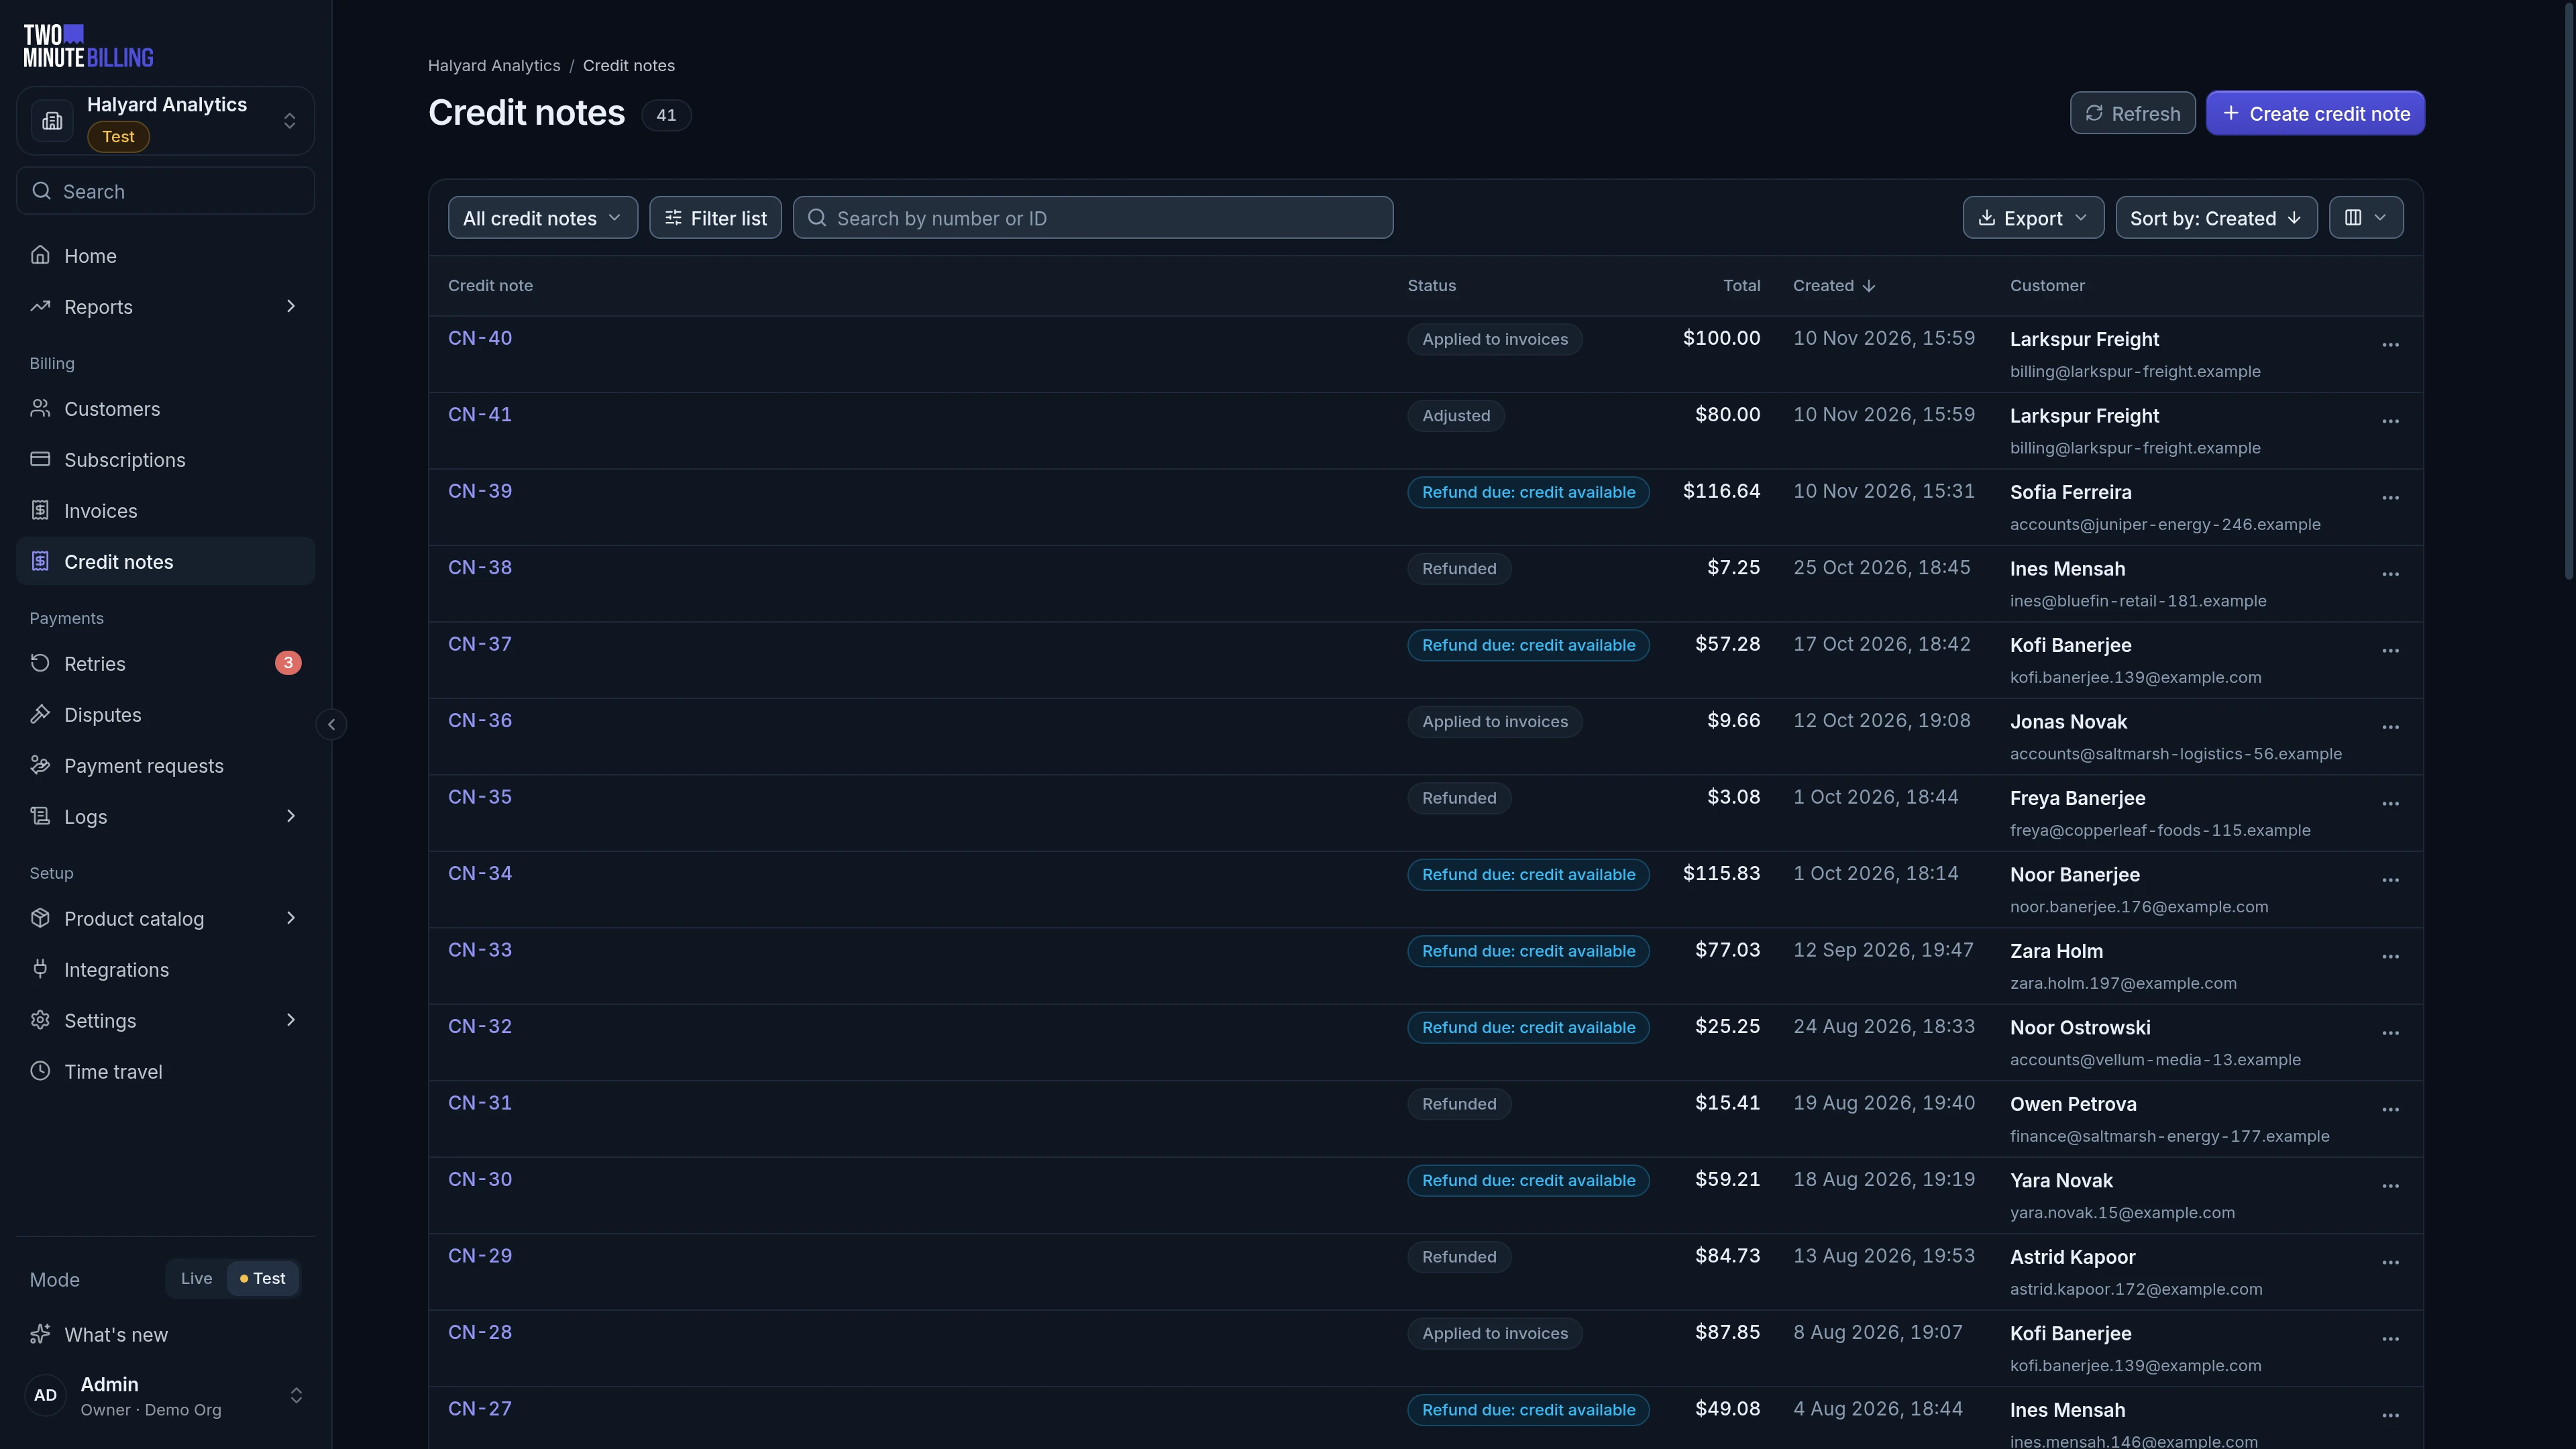 TWO
MINUTE BILLING
Halyard Analytics
Test
Search
Home
Reports
Billing
Customers
Subscriptions
Invoices
Credit notes
Payments
Retries 3
Disputes
Payment requests
Logs
Setup
Product catalog
Integrations
Settings
Time travel
Mode Live Test
What's new
AD Admin
Owner · Demo Org
Halyard Analytics / Credit notes
Credit notes 41
Refresh Create credit note
All credit notes Filter list Search by number or ID Export Sort by: Created
Credit note Status Total Created Customer
CN-40 Applied to invoices $100.00 10 Nov 2026, 15:59 Larkspur Freight
billing@larkspur-freight.example
CN-41 Adjusted $80.00 10 Nov 2026, 15:59 Larkspur Freight
billing@larkspur-freight.example
CN-39 Refund due: credit available $116.64 10 Nov 2026, 15:31 Sofia Ferreira
accounts@juniper-energy-246.example
CN-38 Refunded $7.25 25 Oct 2026, 18:45 Ines Mensah
ines@bluefin-retail-181.example
CN-37 Refund due: credit available $57.28 17 Oct 2026, 18:42 Kofi Banerjee
kofi.banerjee.139@example.com
CN-36 Applied to invoices $9.66 12 Oct 2026, 19:08 Jonas Novak
accounts@saltmarsh-logistics-56.example
CN-35 Refunded $3.08 1 Oct 2026, 18:44 Freya Banerjee
freya@copperleaf-foods-115.example
CN-34 Refund due: credit available $115.83 1 Oct 2026, 18:14 Noor Banerjee
noor.banerjee.176@example.com
CN-33 Refund due: credit available $77.03 12 Sep 2026, 19:47 Zara Holm
zara.holm.197@example.com
CN-32 Refund due: credit available $25.25 24 Aug 2026, 18:33 Noor Ostrowski
accounts@vellum-media-13.example
CN-31 Refunded $15.41 19 Aug 2026, 19:40 Owen Petrova
finance@saltmarsh-energy-177.example
CN-30 Refund due: credit available $59.21 18 Aug 2026, 19:19 Yara Novak
yara.novak.15@example.com
CN-29 Refunded $84.73 13 Aug 2026, 19:53 Astrid Kapoor
astrid.kapoor.172@example.com
CN-28 Applied to invoices $87.85 8 Aug 2026, 19:07 Kofi Banerjee
kofi.banerjee.139@example.com
CN-27 Refund due: credit available $49.08 4 Aug 2026, 18:44 Ines Mensah
ines.mensah.146@example.com